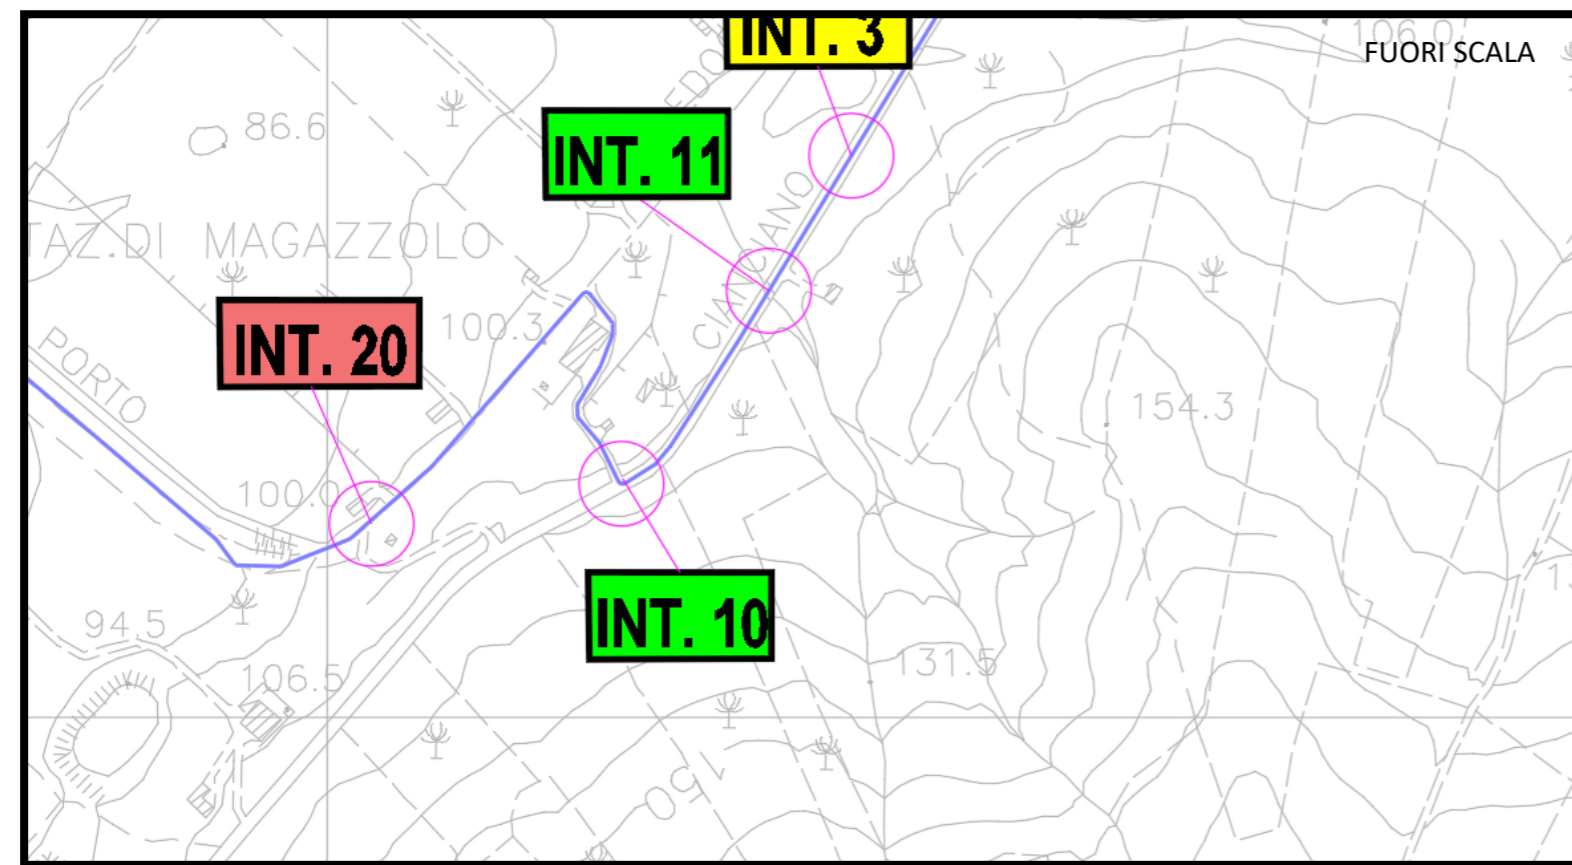 INT. 3
106.0
FUORI SCALA
86.6
INT. 11
TAZ.DI MAGAZZOLO
CIANCIANO
INT. 20
100.3
PORTO
154.3
100.0
INT. 10
94.5
106.5
131.5
150